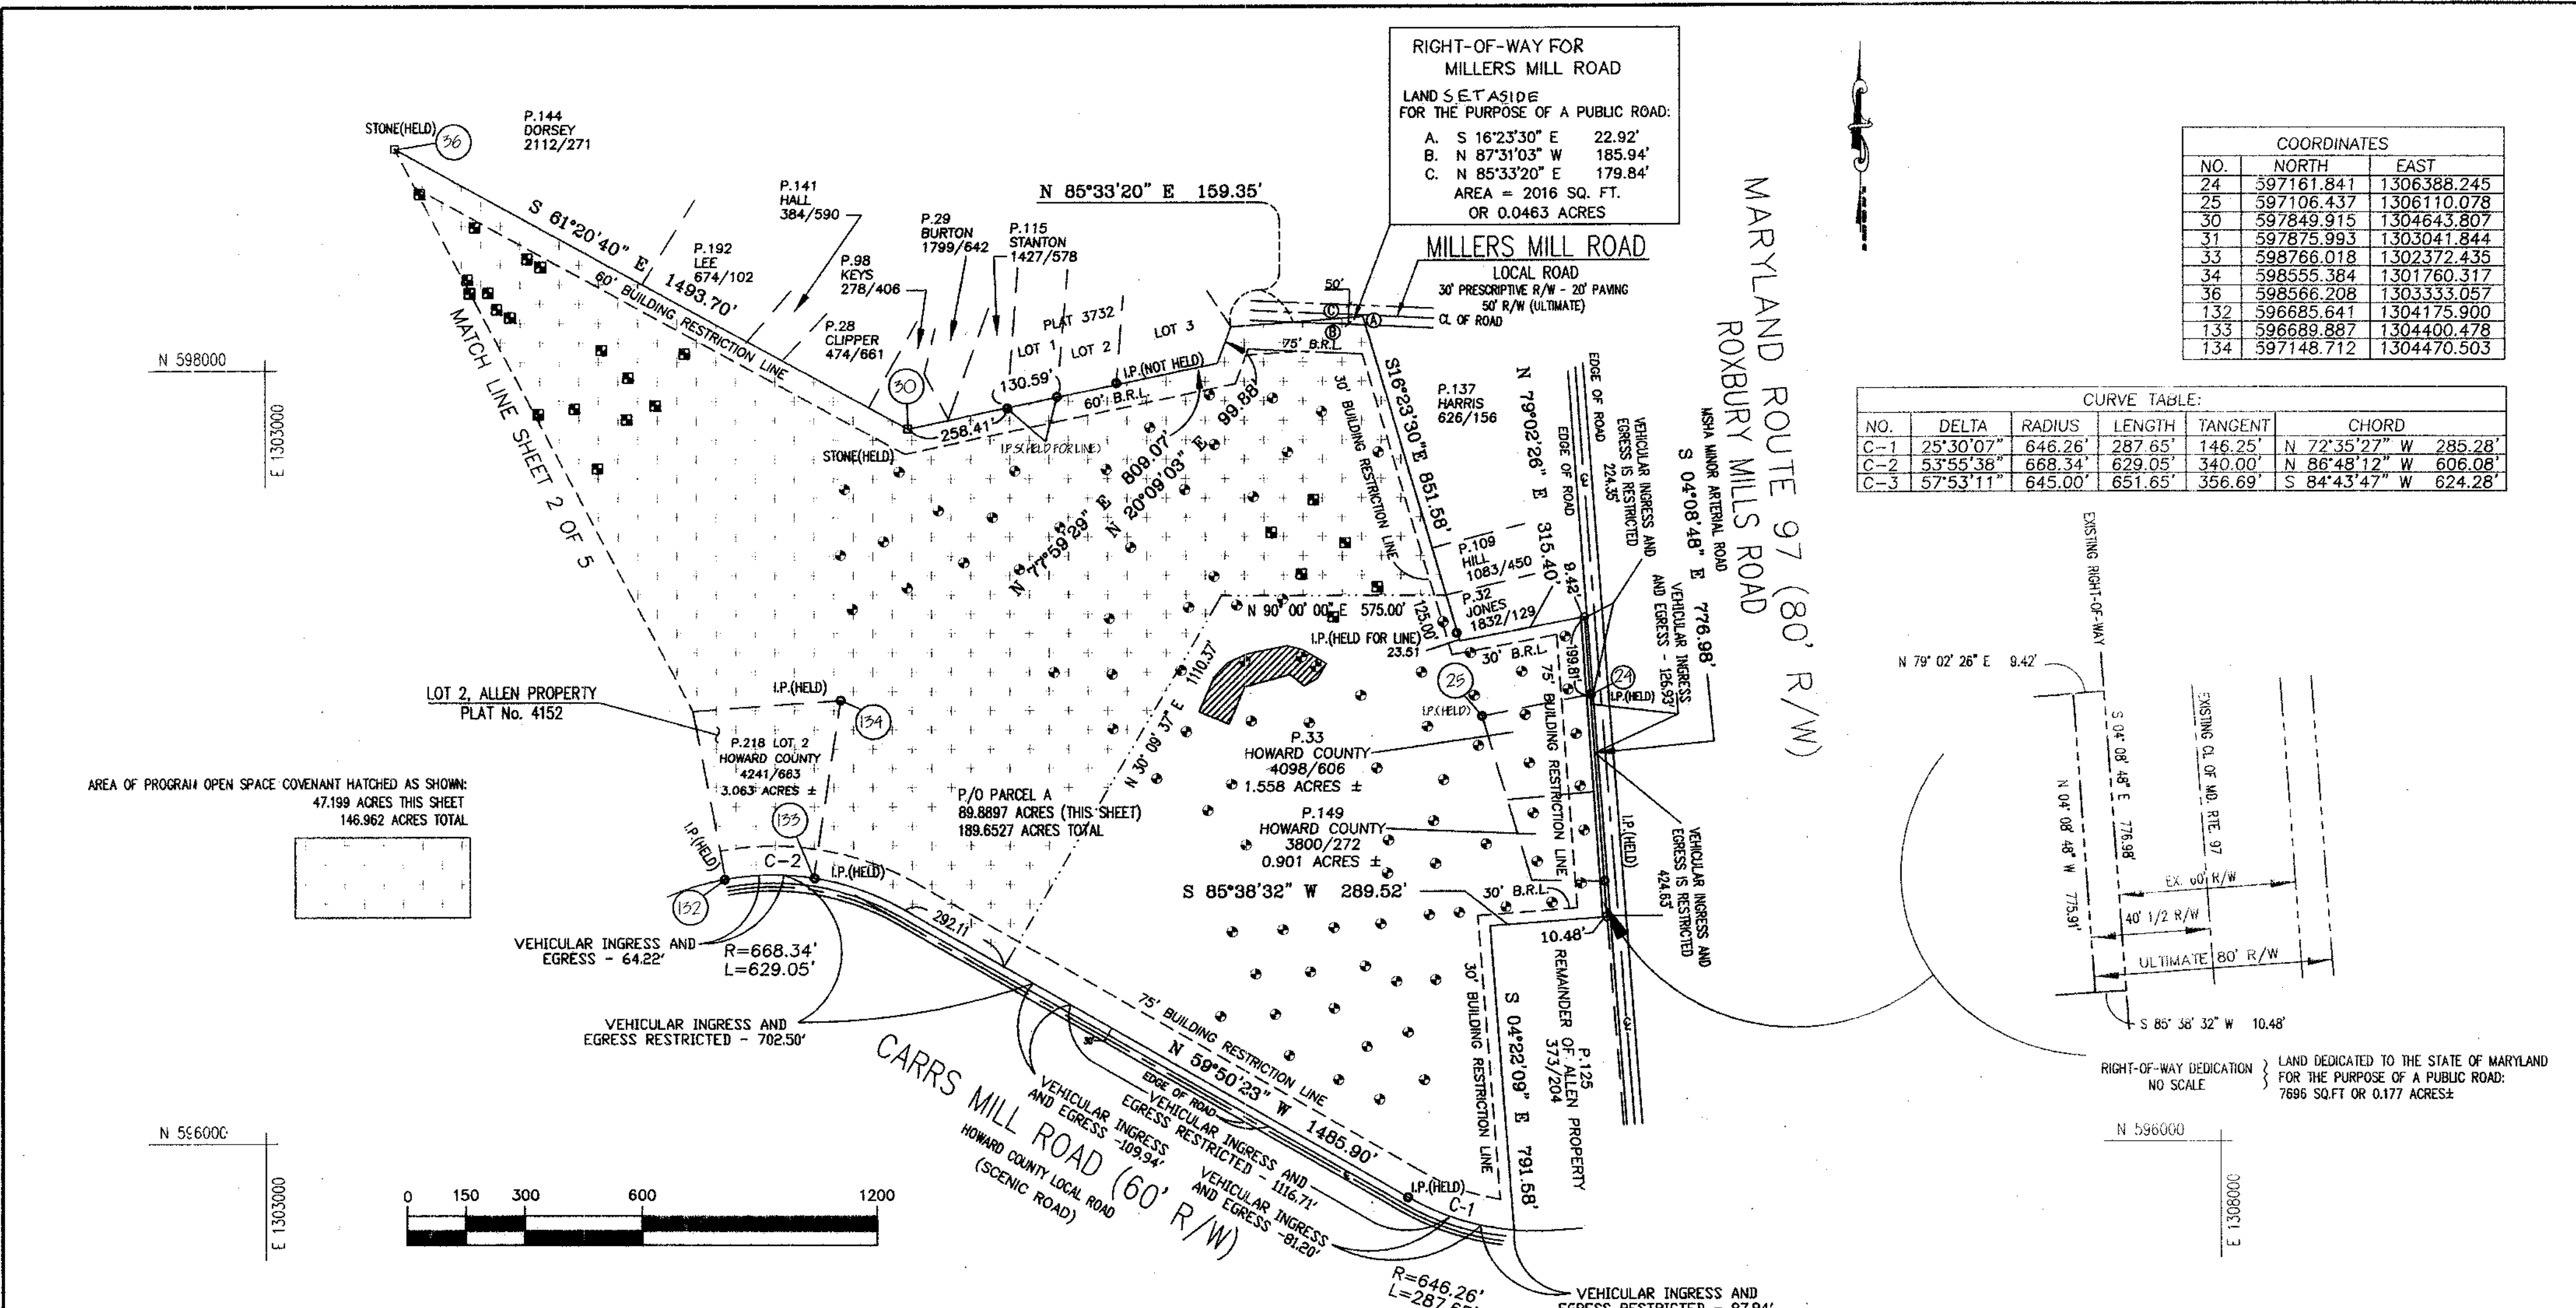 RIGHT-OF-WAY FOR
MILLERS MILL ROAD
LAND SET ASIDE
FOR THE PURPOSE OF A PUBLIC ROAD:
A. S 16°23'30" E 22.92'
B. N 87°31'03" W 185.94'
C. N 85°33'20" E 179.84'
AREA = 2016 SQ. FT.
OR 0.0463 ACRES
COORDINATES
NO. NORTH EAST
24 597161.841 1306388.245
25 597106.437 1306110.078
30 597849.915 1304643.807
31 597875.993 1303041.844
33 598766.018 1302372.435
34 598555.384 1301760.317
36 598566.208 1303333.057
132 596685.641 1304175.900
133 596689.887 1304400.478
134 597148.712 1304470.503
CURVE TABLE:
NO. DELTA RADIUS LENGTH TANGENT CHORD
C-1 25°30'07" 646.26' 287.65' 146.25' N 72°35'27" W 285.28'
C-2 53°55'38" 668.34' 629.05' 340.00' N 86°48'12" W 606.08'
C-3 57°53'11" 645.00' 651.65' 356.69' S 84°43'47" W 624.28'
STONE(HELD)
36
P.144
DORSEY
2112/271
S 61°20'40" E 1493.70'
60' BUILDING RESTRICTION LINE
P.192
LEE
674/102
P.141
HALL
384/590
P.28
CLIPPER
474/661
P.98
KEYS
278/406
P.29
BURTON
1799/642
P.115
STANTON
1427/578
N 85°33'20" E 159.35'
PLAT 3732
LOT 1
LOT 2
LOT 3
MILLERS MILL ROAD
LOCAL ROAD
30' PRESCRIPTIVE R/W - 20' PAVING
50' R/W (ULTIMATE)
CL OF ROAD
50'
C
B
A
75' B.R.L.
I.P.(NOT HELD)
130.59'
60' B.R.L.
258.41'
I.P.S(HELD FOR LINE)
30
STONE(HELD)
N 77°59'29" E 809.07'
N 20°09'03" E 99.88'
30' BUILDING RESTRICTION LINE
S16°23'30"E 851.58'
P.137
HARRIS
626/156
P.109
HILL
1083/450
P.32
JONES
1832/129
N 79°02'26" E 315.40'
9.42'
EDGE OF ROAD
EDGE OF ROAD
VEHICULAR INGRESS AND
EGRESS IS RESTRICTED
224.35'
MSHA MINOR ARTERIAL ROAD
S 04°08'48" E 776.98'
VEHICULAR INGRESS
AND EGRESS - 126.93'
MARYLAND ROUTE 97 (80' R/W)
ROXBURY MILLS ROAD
N 598000
E 1303000
MATCH LINE SHEET 2 OF 5
N 90° 00' 00" E 575.00'
125.00'
I.P.(HELD FOR LINE)
23.51
30' B.R.L.
199.81'
75' BUILDING RESTRICTION LINE
24
I.P.(HELD)
25
I.P.(HELD)
N 30° 09' 37" E 1110.37'
LOT 2, ALLEN PROPERTY
PLAT No. 4152
I.P.(HELD)
134
P.218 LOT 2
HOWARD COUNTY
4241/663
3.063 ACRES ±
133
I.P.(HELD)
C-2
I.P.(HELD)
132
P/O PARCEL A
89.8897 ACRES (THIS SHEET)
189.6527 ACRES TOTAL
P.33
HOWARD COUNTY
4098/606
1.558 ACRES ±
P.149
HOWARD COUNTY
3800/272
0.901 ACRES ±
S 85°38'32" W 289.52'
30' B.R.L.
10.48'
I.P.(HELD)
VEHICULAR INGRESS AND
EGRESS IS RESTRICTED
424.63'
AREA OF PROGRAM OPEN SPACE COVENANT HATCHED AS SHOWN:
47.199 ACRES THIS SHEET
146.962 ACRES TOTAL
VEHICULAR INGRESS AND
EGRESS - 64.22'
R=668.34'
L=629.05'
292.11
VEHICULAR INGRESS AND
EGRESS RESTRICTED - 702.50'
75' BUILDING RESTRICTION LINE
N 59°50'23" W 1485.90'
30'
EDGE OF ROAD
CARRS MILL ROAD (60' R/W)
HOWARD COUNTY LOCAL ROAD
(SCENIC ROAD)
VEHICULAR INGRESS
AND EGRESS -109.94'
VEHICULAR INGRESS AND
EGRESS RESTRICTED - 1116.71'
VEHICULAR INGRESS
AND EGRESS -81.20'
I.P.(HELD)
C-1
30' BUILDING RESTRICTION LINE
S 04°22'09" E 791.58'
P.125
REMAINDER OF ALLEN PROPERTY
373/204
R=646.26'
L=287.65'
VEHICULAR INGRESS AND
EGRESS RESTRICTED - 87.94'
N 596000
E 1303000
0 150 300 600 1200
EXISTING RIGHT-OF-WAY
N 79° 02' 26" E 9.42'
N 04° 08' 48" W 775.91'
S 04° 08' 48" E 776.98'
EXISTING CL OF MD. RTE. 97
EX. 60' R/W
40' 1/2 R/W
ULTIMATE 80' R/W
S 85° 38' 32" W 10.48'
RIGHT-OF-WAY DEDICATION
NO SCALE
LAND DEDICATED TO THE STATE OF MARYLAND
FOR THE PURPOSE OF A PUBLIC ROAD:
7696 SQ.FT OR 0.177 ACRES±
N 596000
E 1308000